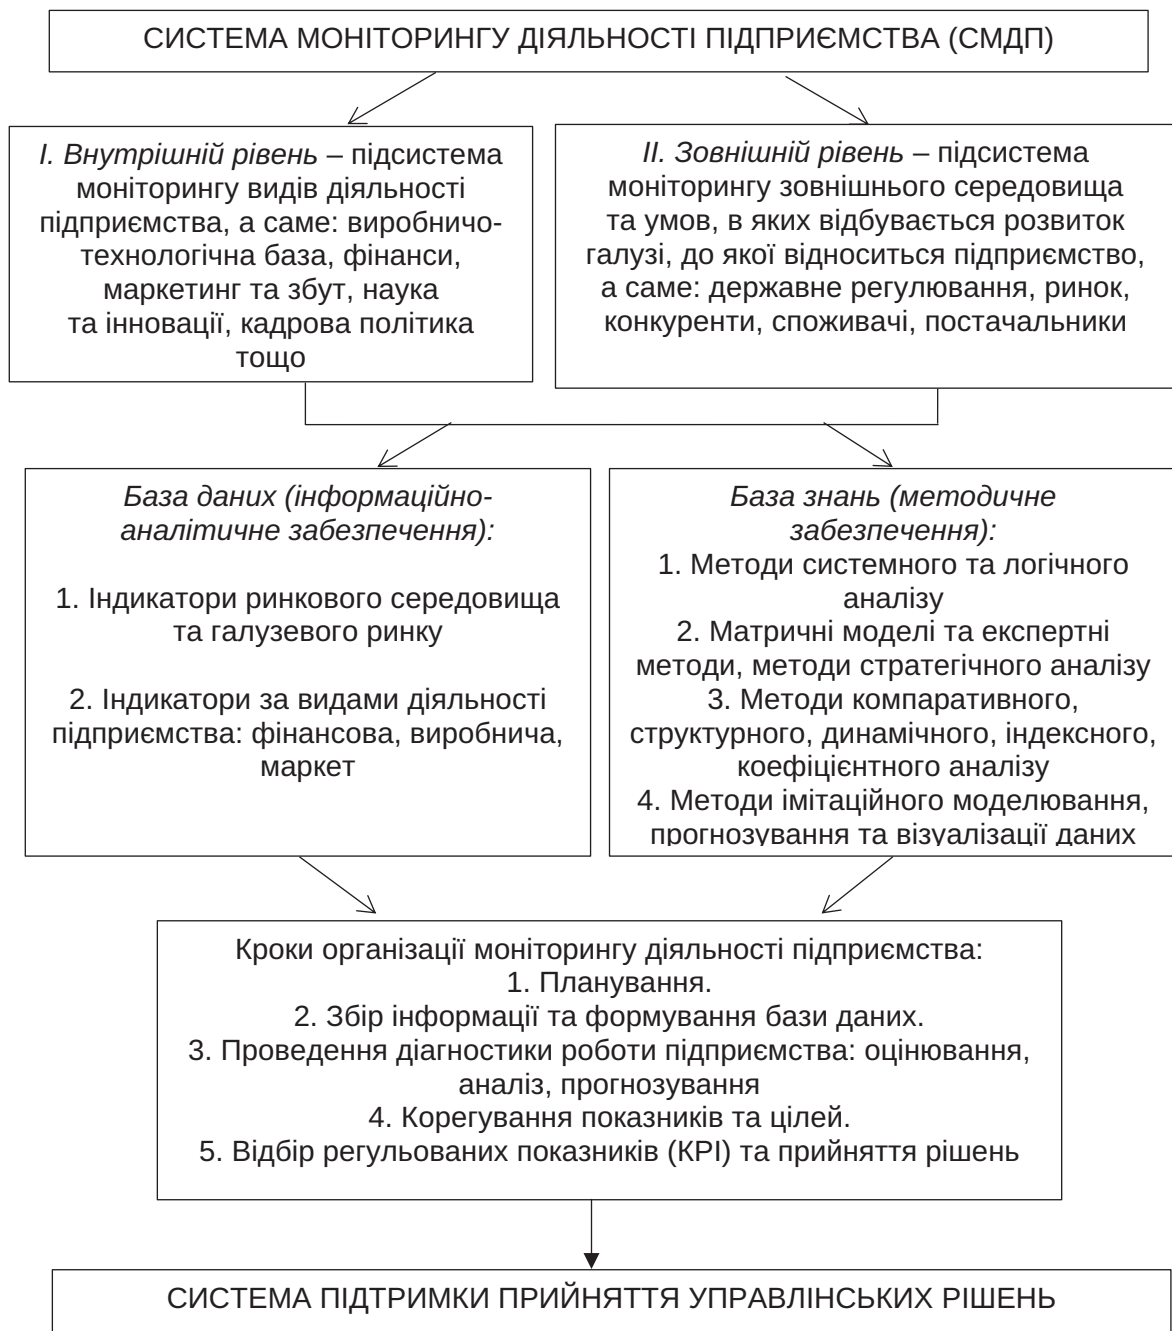 СИСТЕМА МОНІТОРИНГУ ДІЯЛЬНОСТІ ПІДПРИЄМСТВА (СМДП)
І. Внутрішній рівень – підсистема
моніторингу видів діяльності
підприємства, а саме: виробничо-
технологічна база, фінанси,
маркетинг та збут, наука
та інновації, кадрова політика
тощо
ІІ. Зовнішній рівень – підсистема
моніторингу зовнішнього середовища
та умов, в яких відбувається розвиток
галузі, до якої відноситься підприємство,
а саме: державне регулювання, ринок,
конкуренти, споживачі, постачальники
База даних (інформаційно-
аналітичне забезпечення):
1. Індикатори ринкового середовища
та галузевого ринку
2. Індикатори за видами діяльності
підприємства: фінансова, виробнича,
маркет
База знань (методичне
забезпечення):
1. Методи системного та логічного
аналізу
2. Матричні моделі та експертні
методи, методи стратегічного аналізу
3. Методи компаративного,
структурного, динамічного, індексного,
коефіцієнтного аналізу
4. Методи імітаційного моделювання,
прогнозування та візуалізації даних
Кроки організації моніторингу діяльності підприємства:
1. Планування.
2. Збір інформації та формування бази даних.
3. Проведення діагностики роботи підприємства: оцінювання,
аналіз, прогнозування
4. Корегування показників та цілей.
5. Відбір регульованих показників (КРІ) та прийняття рішень
СИСТЕМА ПІДТРИМКИ ПРИЙНЯТТЯ УПРАВЛІНСЬКИХ РІШЕНЬ